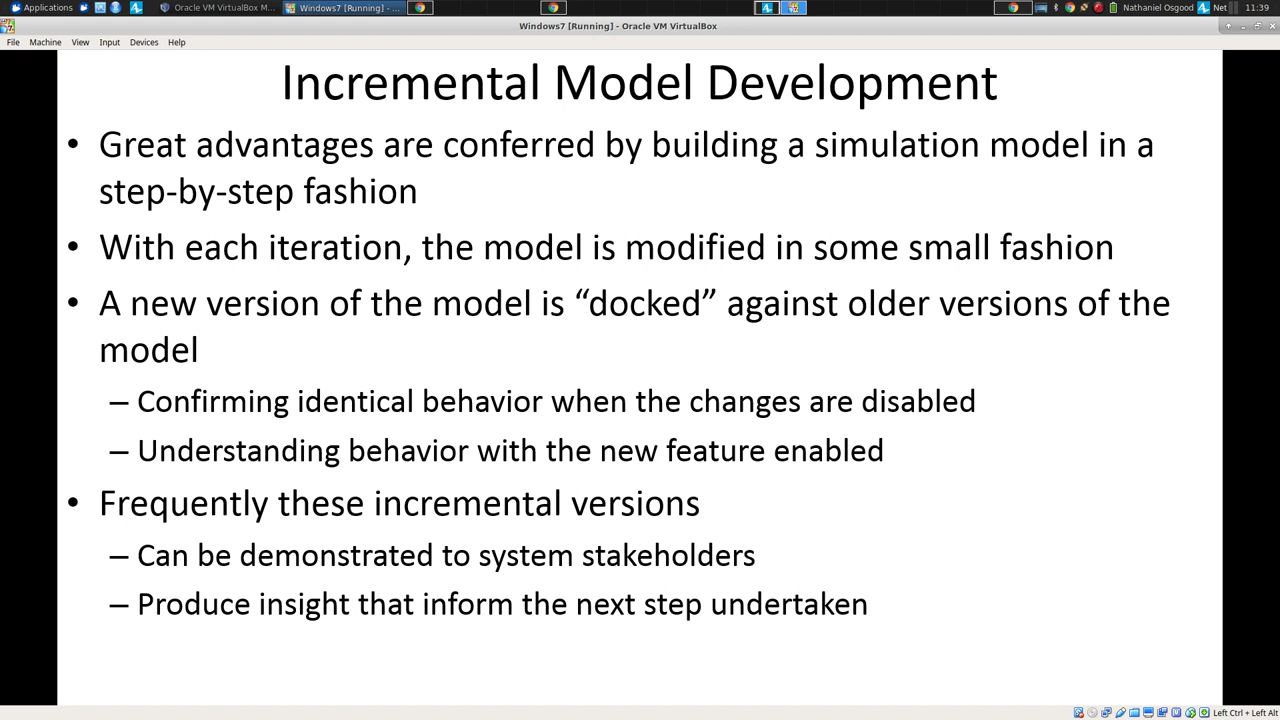 Applications
Oracle VM VirtualBox M...
Windows7 [Running] - ...
Nathaniel Osgood
Net
11:39
Windows7 [Running] - Oracle VM VirtualBox
File Machine View Input Devices Help
Incremental Model Development
• Great advantages are conferred by building a simulation model in a
step-by-step fashion
• With each iteration, the model is modified in some small fashion
• A new version of the model is “docked” against older versions of the
model
– Confirming identical behavior when the changes are disabled
– Understanding behavior with the new feature enabled
• Frequently these incremental versions
– Can be demonstrated to system stakeholders
– Produce insight that inform the next step undertaken
Left Ctrl + Left Alt